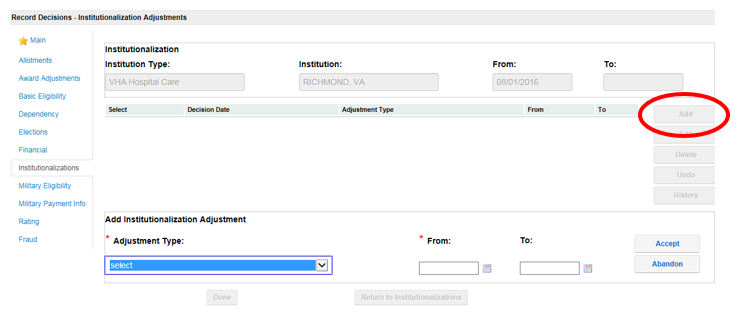 Record Decisions - Institutionalization Adjustments
Main
Allotments
Award Adjustments
Basic Eligibility
Dependency
Elections
Financial
Institutionalizations
Military Eligibility
Military Payment Info
Rating
Fraud
Institutionalization
Institution Type: Institution: From: To:
VHA Hospital Care RICHMOND, VA 08/01/2016
Select Decision Date Adjustment Type From To
Add
Delete
Undo
History
Add Institutionalization Adjustment
* Adjustment Type: * From: To:
select
Accept
Abandon
Done Return to Institutionalizations